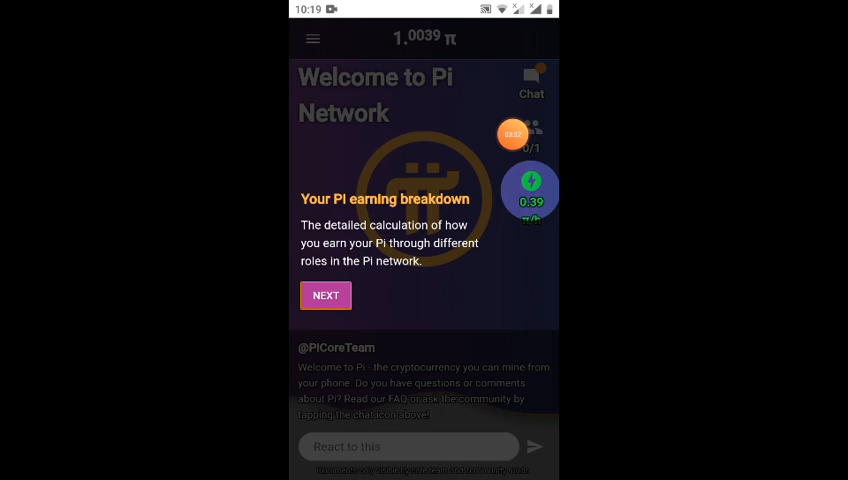 10:19
1.0039 π
Welcome to Pi
Network
Chat
03:02
0/1
Your Pi earning breakdown
0.39
π/h
The detailed calculation of how
you earn your Pi through different
roles in the Pi network.
NEXT
@PiCoreTeam
Welcome to Pi - the cryptocurrency you can mine from
your phone. Do you have questions or comments
about Pi? Read our FAQ or ask the community by
tapping the chat icon above!
React to this